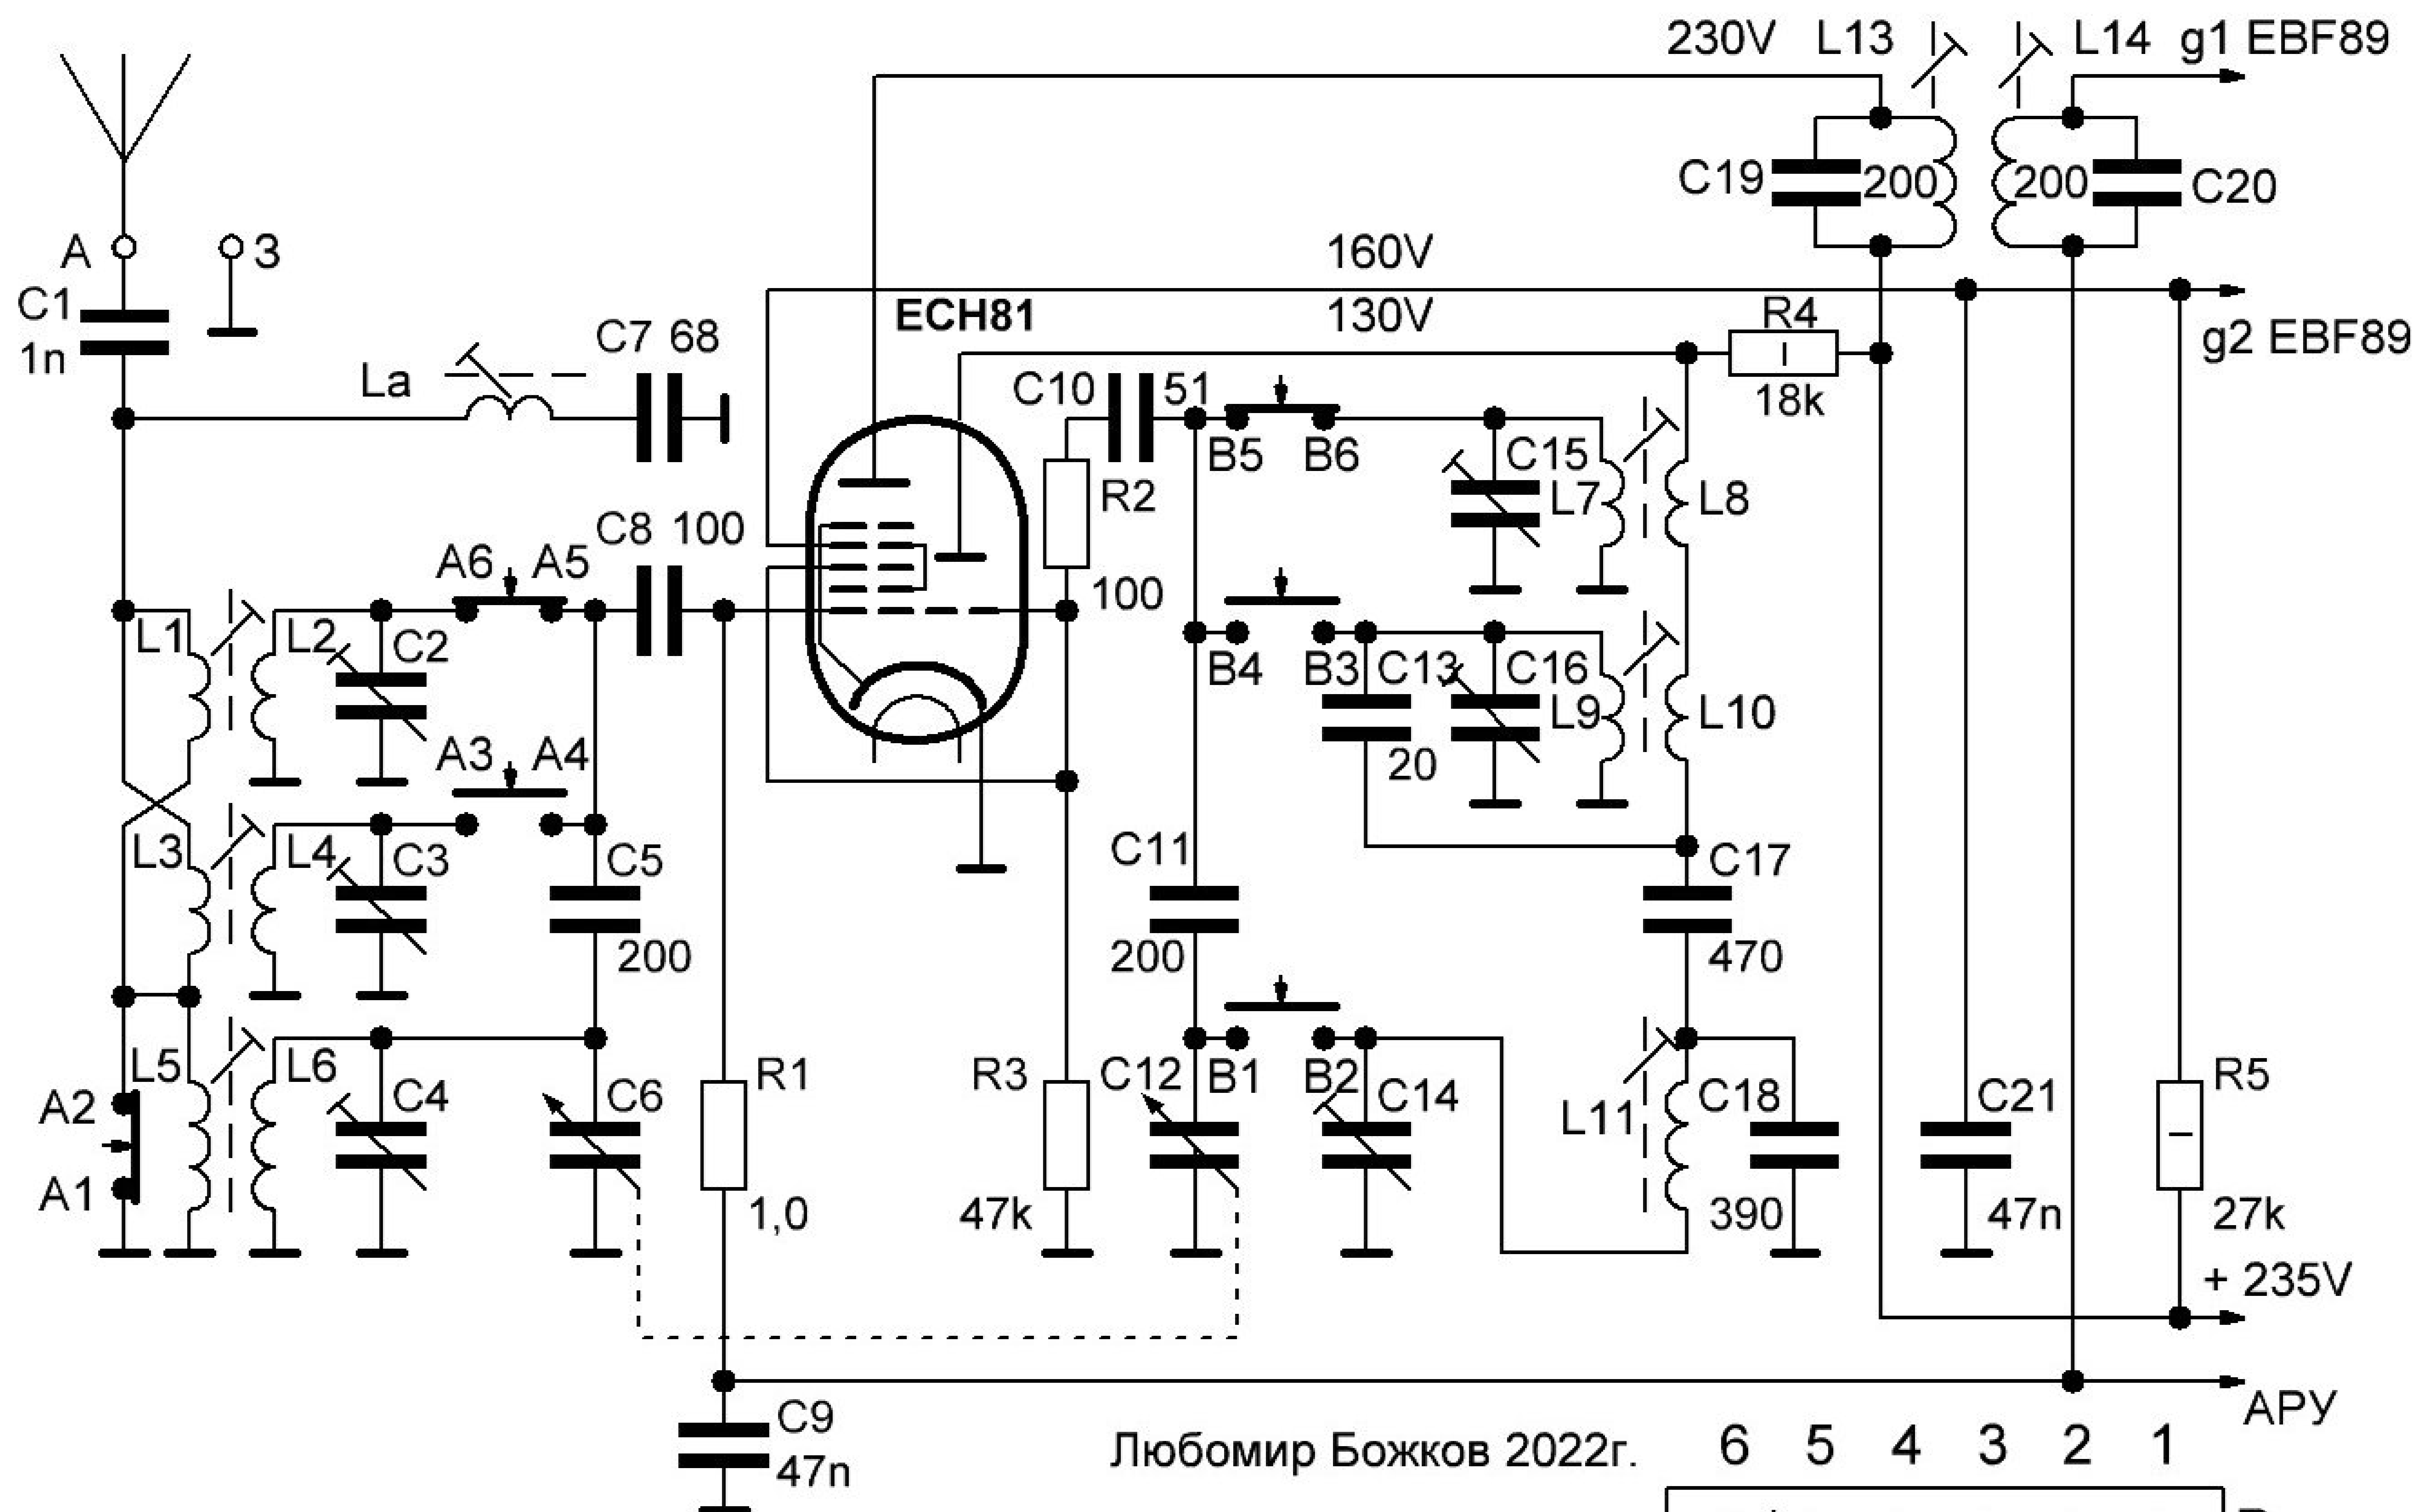 230V L13 L14 g1 EBF89
C19 200 200 C20
A З
160V
C1
1n
ECH81 130V R4
g2 EBF89
C7 68
La
18k
C10 51
B5 B6 C15
R2 L7 L8
C8 100
A6 A5
100
L1 L2 C2
B4 B3 C13 C16
L9 L10
20
A3 A4
L3 L4 C3 C5
C11 C17
200 200 470
L5 L6 R1 R3 C12 B1 B2 C14 R5
A2 C4 C6 L11 C18 C21
A1
1,0 47k 390 47n 27k
+ 235V
АРУ
C9
47n
Любомир Божков 2022г.
6 5 4 3 2 1